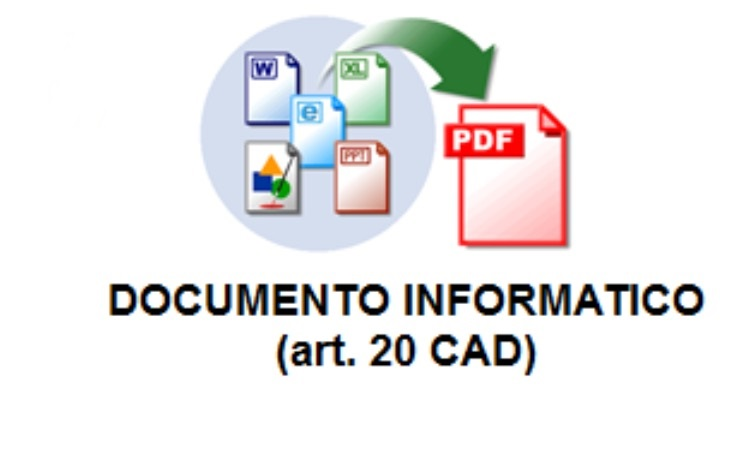 W
XL
e
PPT
PDF
DOCUMENTO INFORMATICO
(art. 20 CAD)